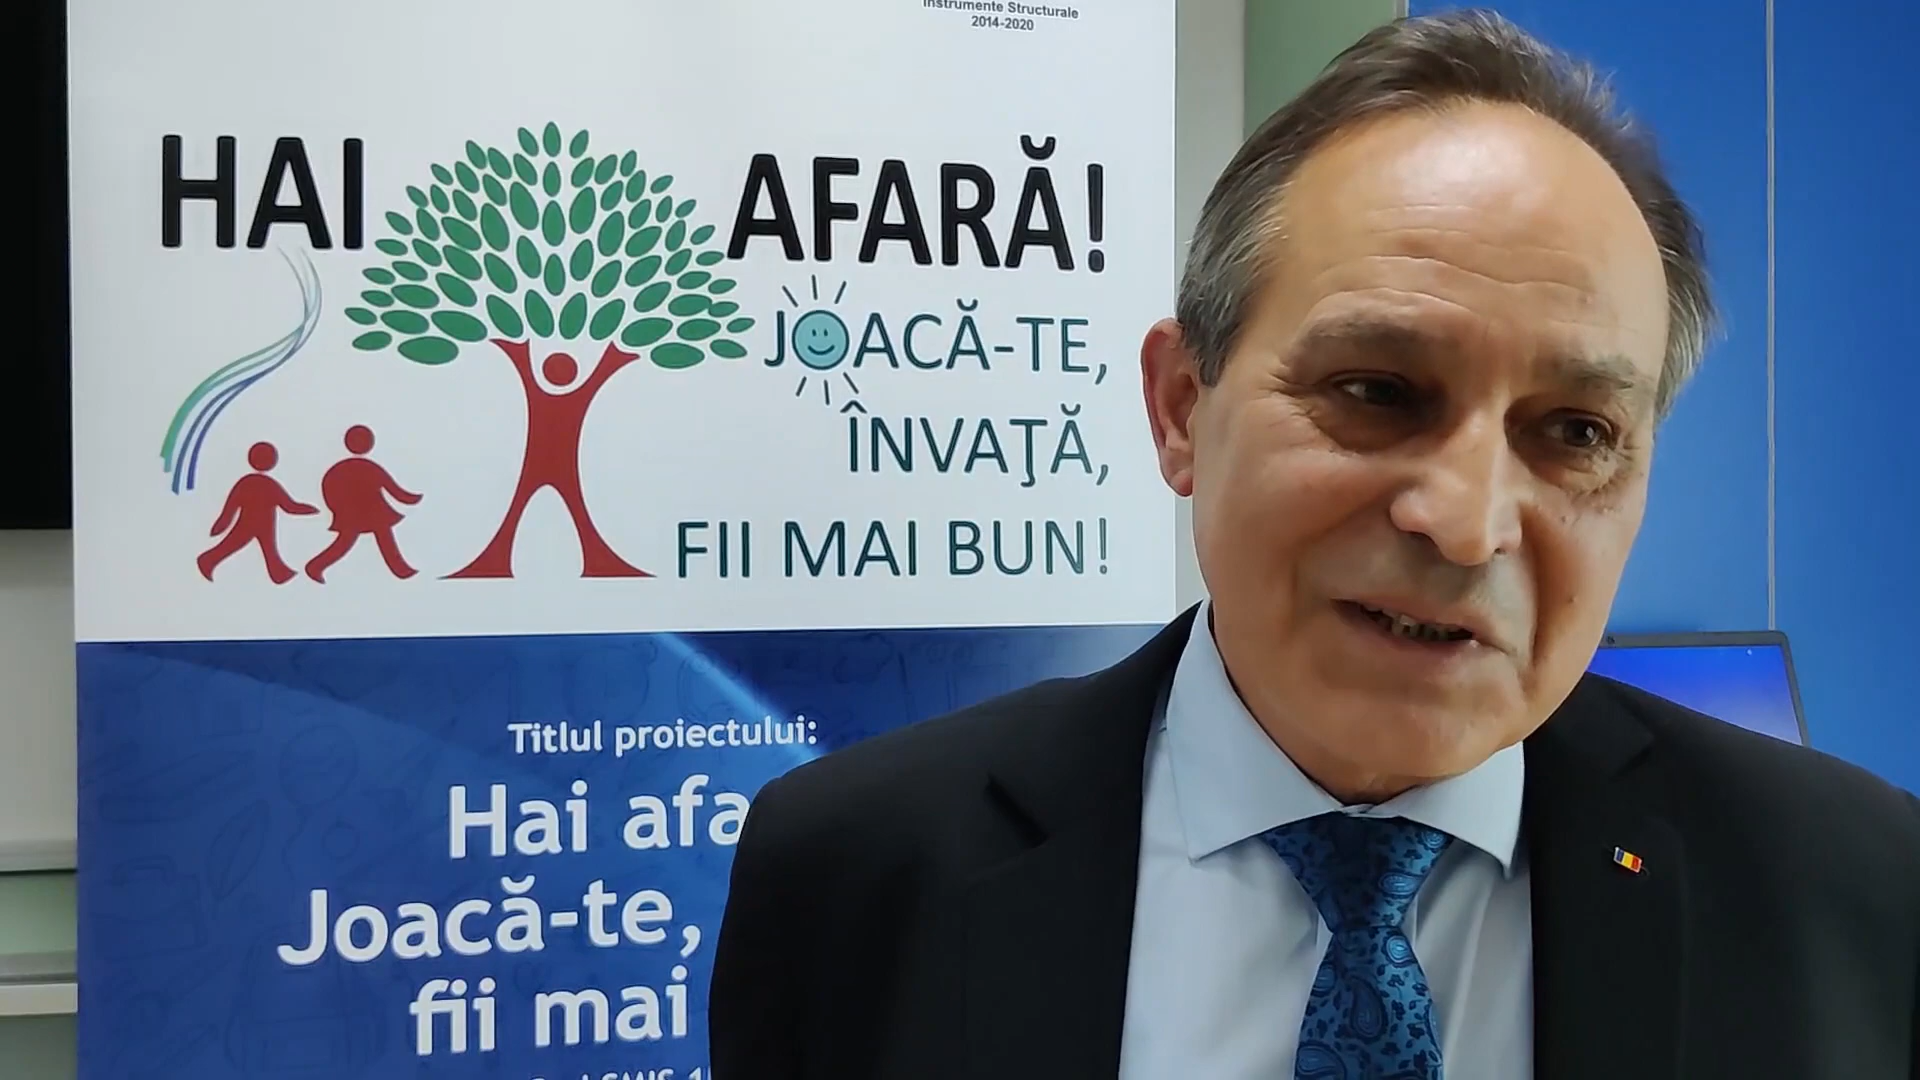 Instrumente Structurale
2014-2020
HAI AFARĂ!
JOACĂ-TE,
ÎNVAŢĂ,
FII MAI BUN!
Titlul proiectului:
Hai afa
Joacă-te,
fii mai